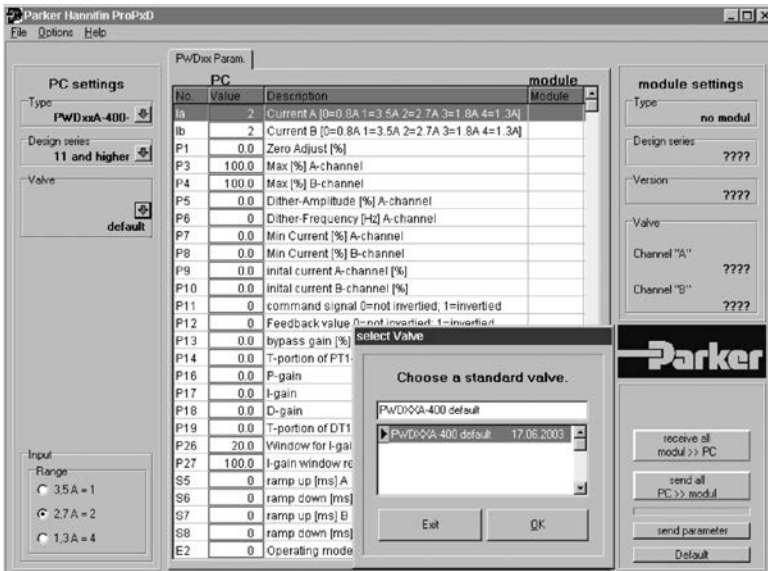 Parker Hannifin ProPxD
File Options Help
PWDxx Param.
PC settings
Type
PWDxxA-400-
Design series
11 and higher
Valve
default
Input
Range
3,5 A = 1
2,7 A = 2
1,3 A = 4
PC module
No. Value Description Module
Ia 2 Current A [0=0.8A 1=3.5A 2=2.7A 3=1.8A 4=1.3A]
Ib 2 Current B [0=0.8A 1=3.5A 2=2.7A 3=1.8A 4=1.3A]
P1 0.0 Zero Adjust [%]
P3 100.0 Max [%] A-channel
P4 100.0 Max [%] B-channel
P5 0.0 Dither-Amplitude [%] A-channel
P6 0 Dither-Frequency [Hz] A-channel
P7 0.0 Min Current [%] A-channel
P8 0.0 Min Current [%] B-channel
P9 0.0 inital current A-channel [%]
P10 0.0 inital current B-channel [%]
P11 0 command signal 0=not invertied; 1=invertied
P12 0 Feedback value 0=not invertied; 1=invertied
P13 0.0 bypass gain [%]
P14 0.0 T-portion of PT1-
P16 0.0 P-gain
P17 0.0 I-gain
P18 0.0 D-gain
P19 0.0 T-portion of DT1
P26 20.0 Window for I-gai
P27 100.0 I-gain window re
S5 0 ramp up [ms] A
S6 0 ramp down [ms]
S7 0 ramp up [ms] B
S8 0 ramp down [ms]
E2 0 Operating mode
select Valve
Choose a standard valve.
PWDXXA-400 default
PWDXXA-400 default 17.06.2003
Exit OK
module settings
Type
no modul
Design series
????
Version
????
Valve
Channel "A"
????
Channel "B"
????
Parker
receive all
modul >> PC
send all
PC >> modul
send parameter
Default